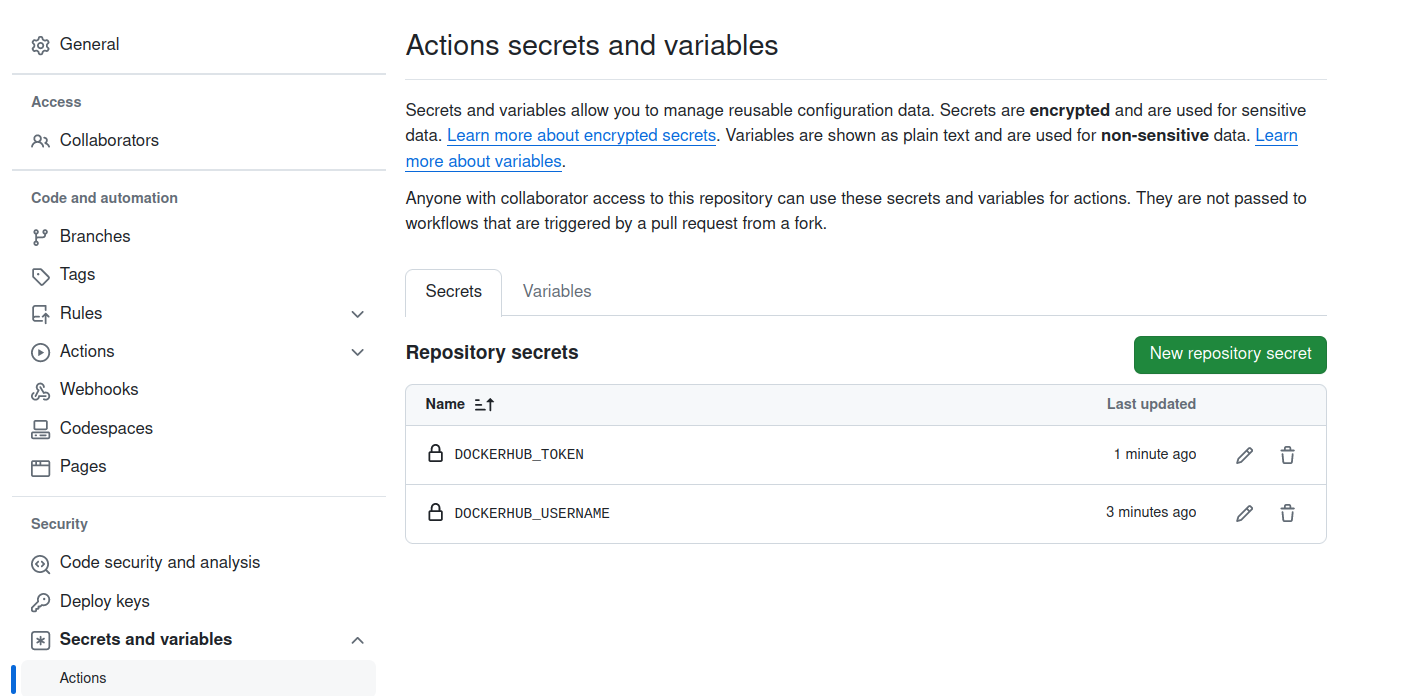 General
Access
Collaborators
Code and automation
Branches
Tags
Rules
Actions
Webhooks
Codespaces
Pages
Security
Code security and analysis
Deploy keys
Secrets and variables
Actions
Actions secrets and variables
Secrets and variables allow you to manage reusable configuration data. Secrets are encrypted and are used for sensitive
data. Learn more about encrypted secrets. Variables are shown as plain text and are used for non-sensitive data. Learn
more about variables.
Anyone with collaborator access to this repository can use these secrets and variables for actions. They are not passed to
workflows that are triggered by a pull request from a fork.
Secrets Variables
Repository secrets New repository secret
Name Last updated
DOCKERHUB_TOKEN 1 minute ago
DOCKERHUB_USERNAME 3 minutes ago